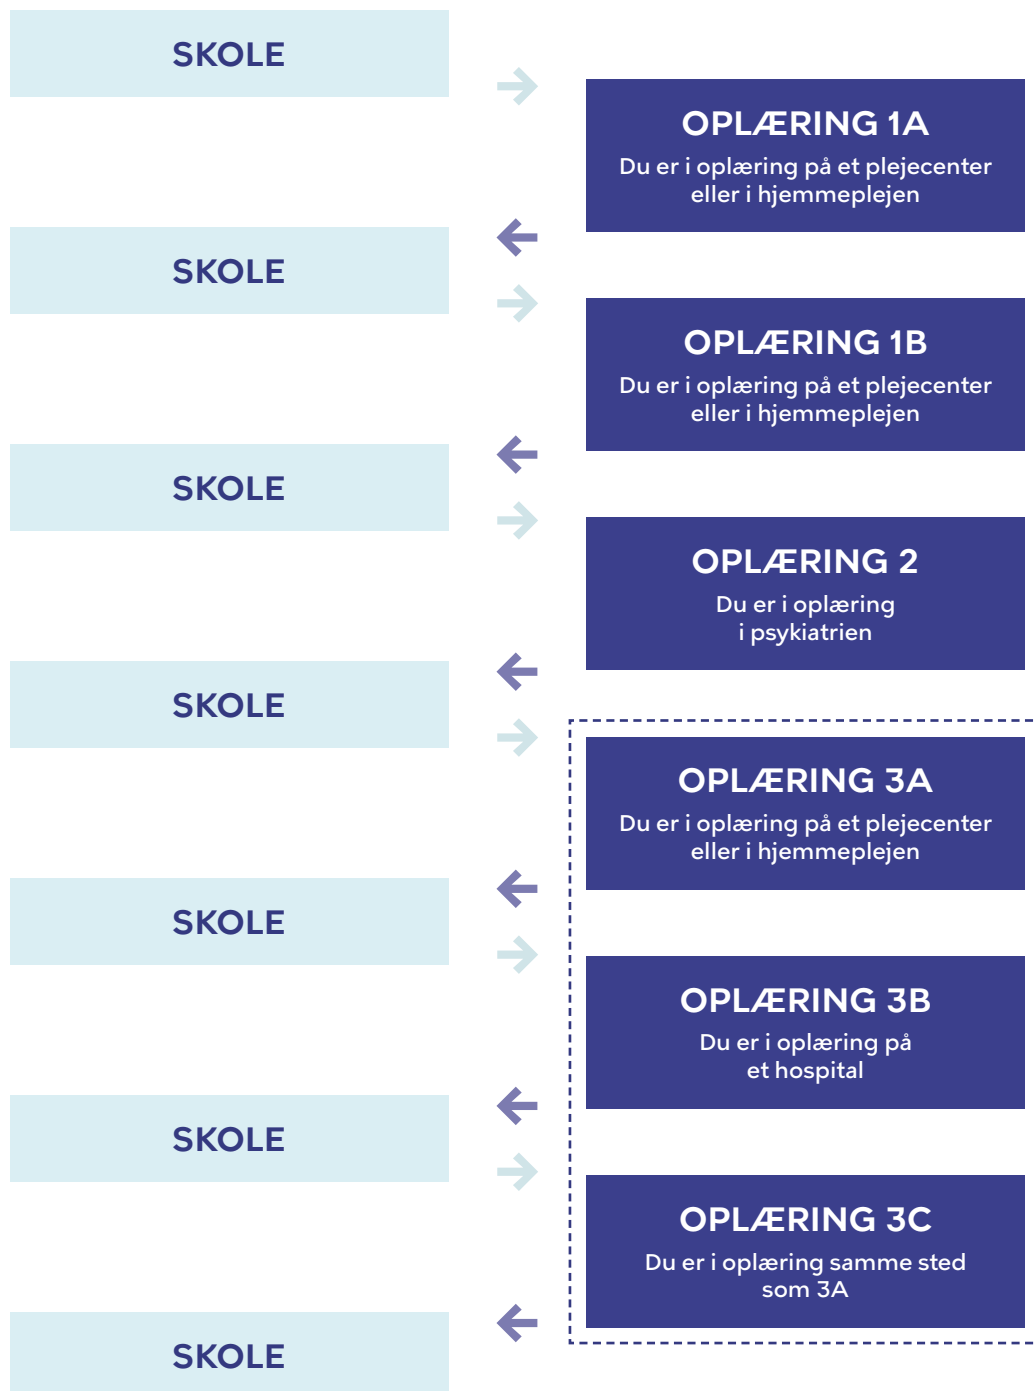 SKOLE
OPLÆRING 1A
Du er i oplæring på et plejecenter
eller i hjemmeplejen
SKOLE
OPLÆRING 1B
Du er i oplæring på et plejecenter
eller i hjemmeplejen
SKOLE
OPLÆRING 2
Du er i oplæring
i psykiatrien
SKOLE
OPLÆRING 3A
Du er i oplæring på et plejecenter
eller i hjemmeplejen
SKOLE
OPLÆRING 3B
Du er i oplæring på
et hospital
SKOLE
OPLÆRING 3C
Du er i oplæring samme sted
som 3A
SKOLE